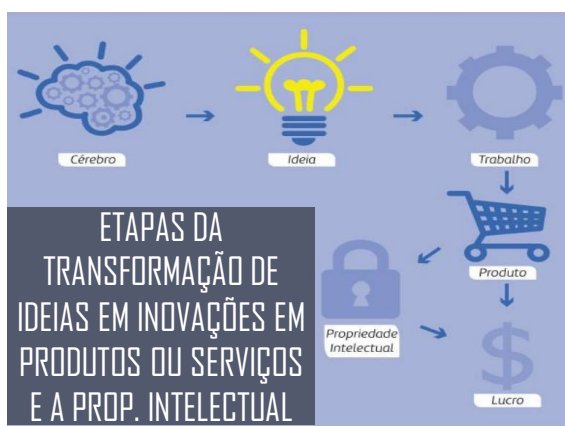 Cérebro
Ideia
Trabalho
Produto
Propriedade
Intelectual
Lucro
ETAPAS DA
TRANSFORMAÇÃO DE
IDEIAS EM INOVAÇÕES EM
PRODUTOS OU SERVIÇOS
E A PROP. INTELECTUAL